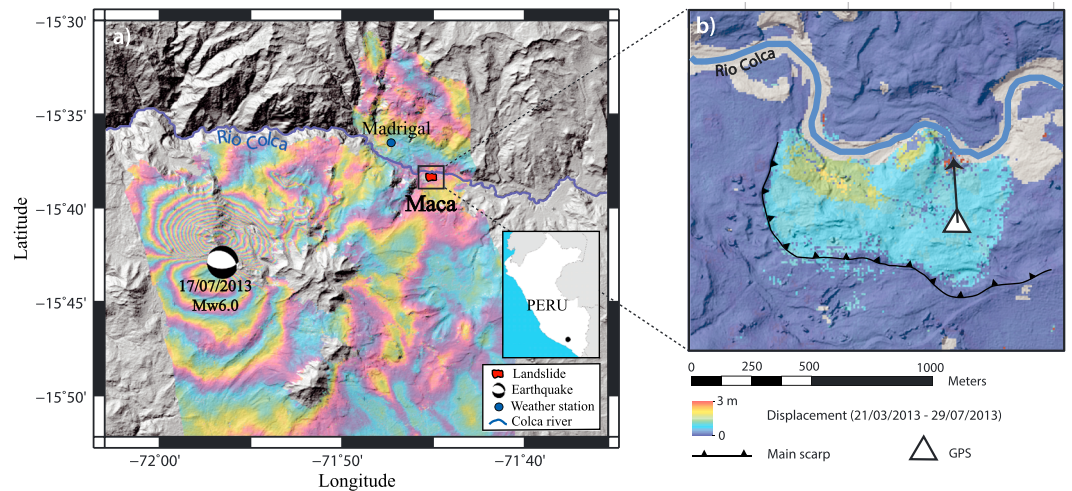 a)
−15°30'
−15°35'
−15°40'
−15°45'
−15°50'
Latitude
−72°00'
−71°50'
−71°40'
Longitude
Rio Colca
Madrigal
Maca
17/07/2013
Mw6.0
PERU
Landslide
Earthquake
Weather station
Colca river
b)
Rio Colca
0
250
500
1000
Meters
3 m
0
Displacement (21/03/2013 - 29/07/2013)
Main scarp
GPS